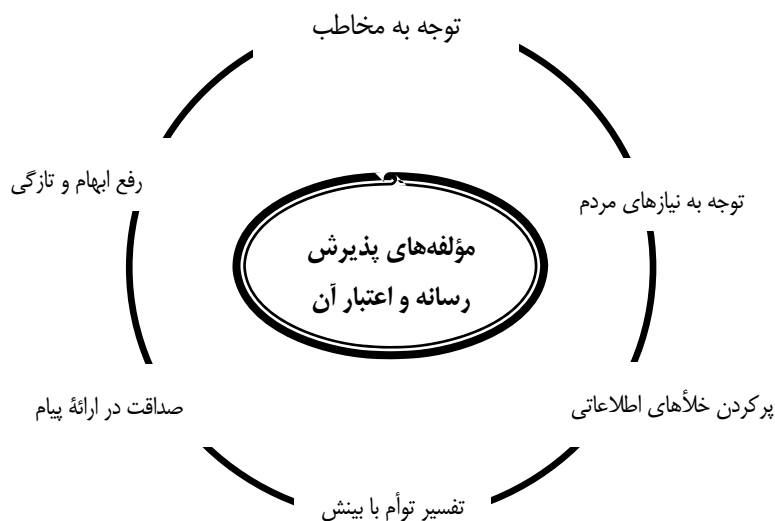 توجه به مخاطب
توجه به نیازهای مردم
پرکردن خلأهای اطلاعاتی
تفسیر توأم با بینش
صداقت در ارائهٔ پیام
رفع ابهام و تازگی
مؤلفه‌های پذیرش
رسانه و اعتبار آن